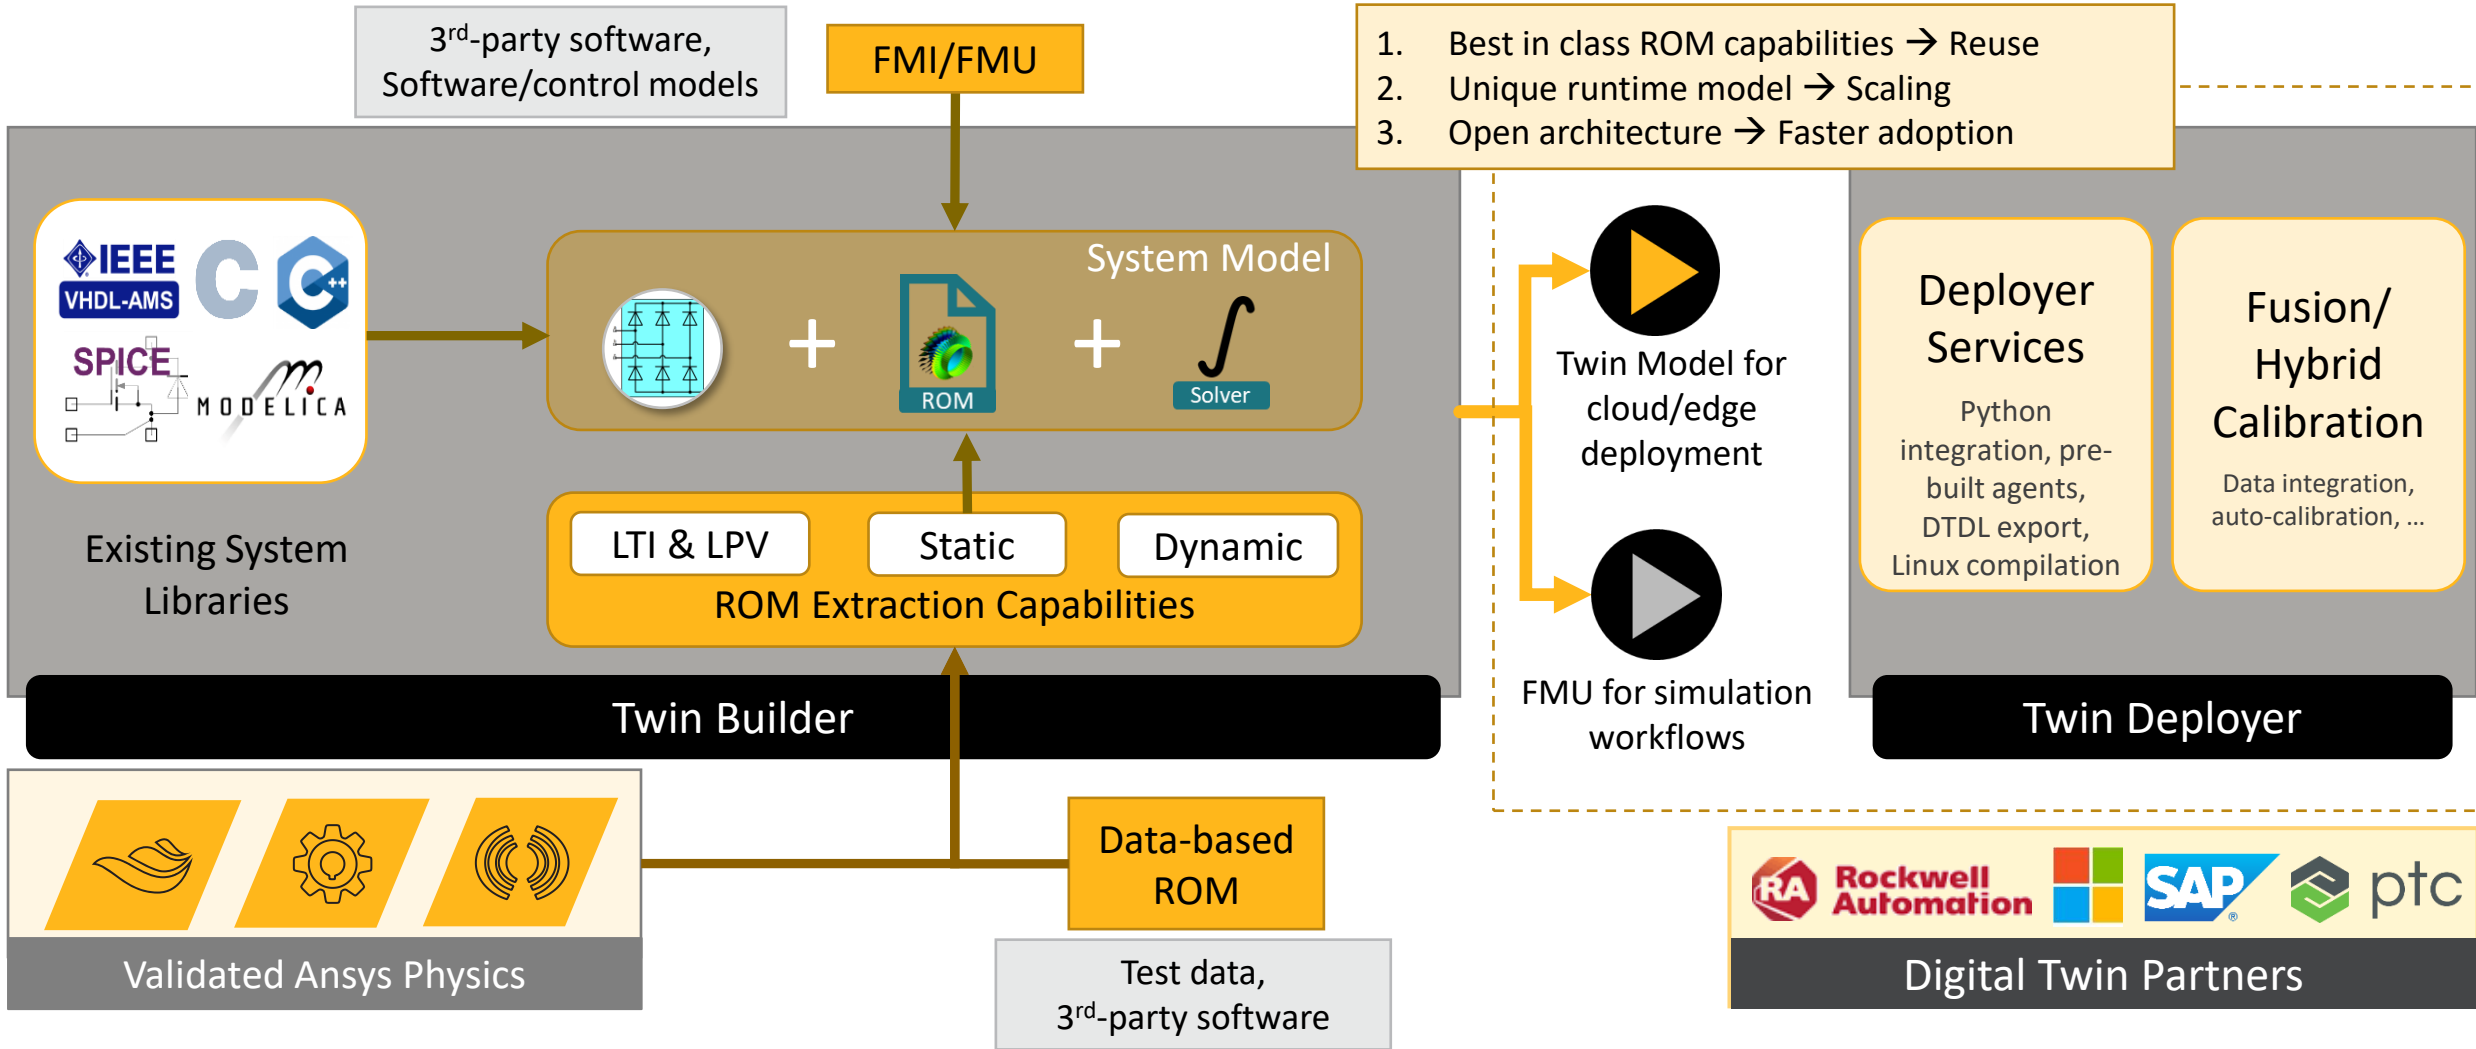 3rd-party software,
Software/control models
FMI/FMU
1. Best in class ROM capabilities → Reuse
2. Unique runtime model → Scaling
3. Open architecture → Faster adoption
IEEE
VHDL-AMS
C
C++
SPICE
MODELICA
Existing System
Libraries
System Model
+
ROM
+
Solver
LTI & LPV
Static
Dynamic
ROM Extraction Capabilities
Twin Builder
Twin Model for
cloud/edge
deployment
FMU for simulation
workflows
Deployer
Services
Python
integration, pre-
built agents,
DTDL export,
Linux compilation
Fusion/
Hybrid
Calibration
Data integration,
auto-calibration, ...
Twin Deployer
Validated Ansys Physics
Data-based
ROM
Test data,
3rd-party software
RA Rockwell
Automation
SAP®
ptc
Digital Twin Partners